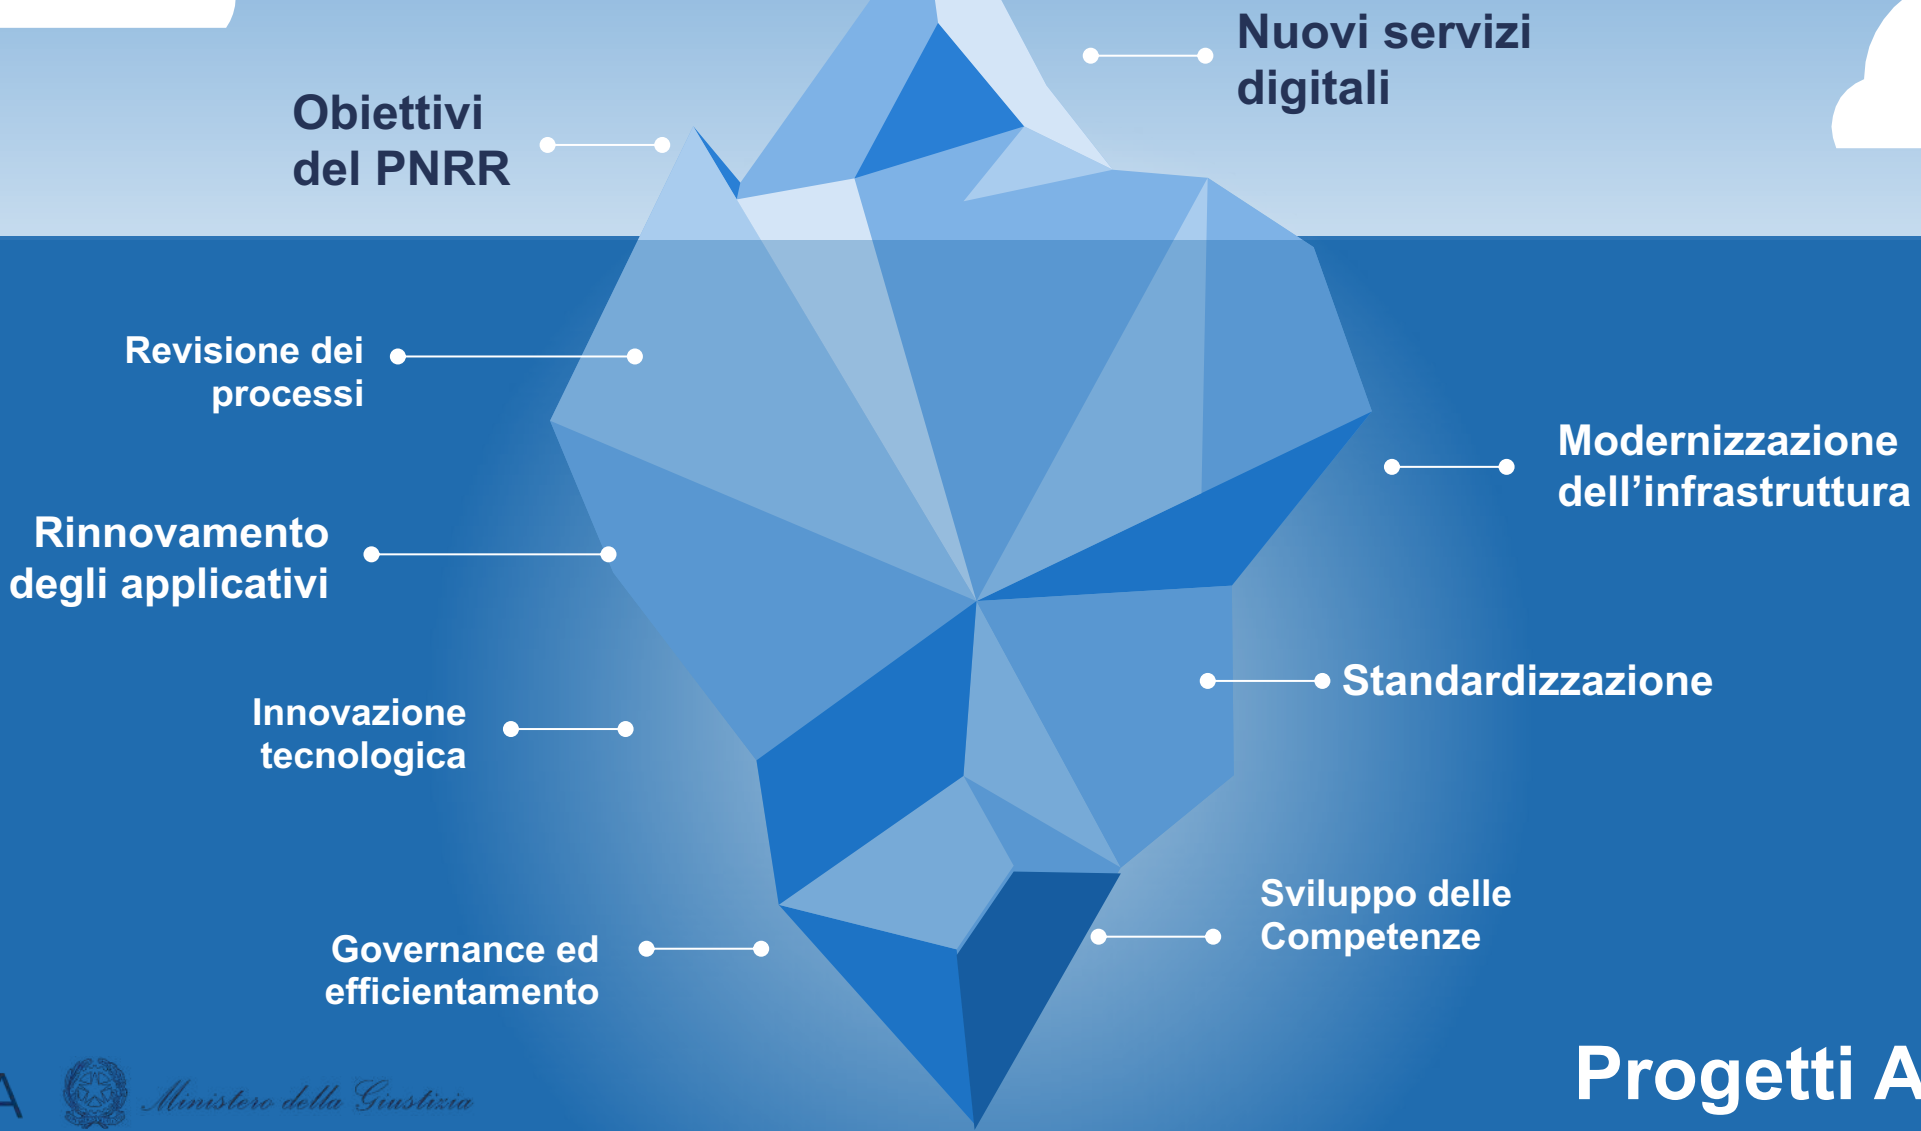 Nuovi servizi
digitali
Obiettivi
del PNRR
Revisione dei
processi
Modernizzazione
dell’infrastruttura
Rinnovamento
degli applicativi
Standardizzazione
Innovazione
tecnologica
Sviluppo delle
Competenze
Governance ed
efficientamento
Progetti A
A
Ministero della Giustizia